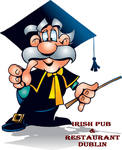 IRISH PUB
&
RESTAURANT
DUBLIN